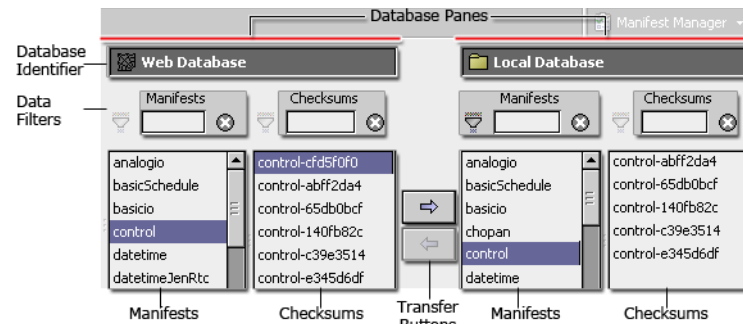 Database Panes
Manifest Manager
Database
Identifier
Web Database
Local Database
Data
Filters
Manifests
Checksums
Manifests
Checksums
analogio
basicSchedule
basicio
control
datetime
datetimeJenRtc
control-cfd5f0f0
control-abff2da4
control-65db0bcf
control-140fb82c
control-c39e3514
control-e345d6df
analogio
basicSchedule
basicio
chopan
control
datetime
control-abff2da4
control-65db0bcf
control-140fb82c
control-c39e3514
control-e345d6df
Manifests
Checksums
Transfer
Buttons
Manifests
Checksums